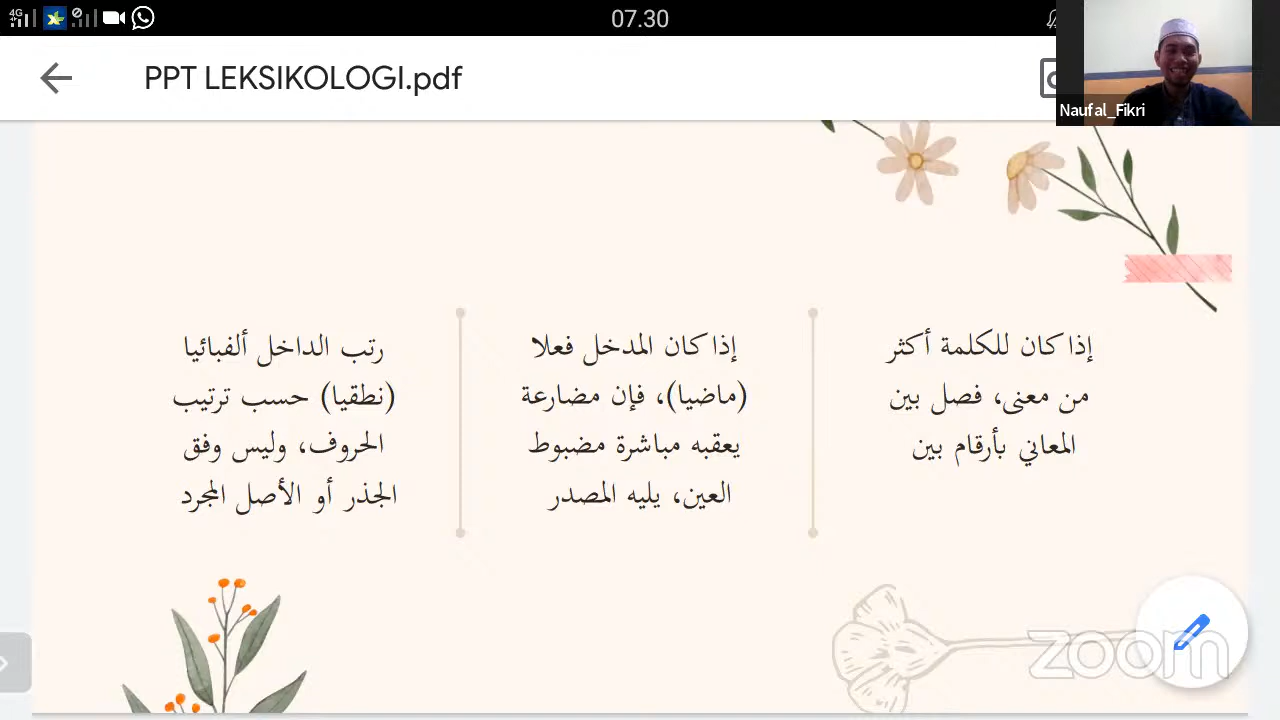 4G
07.30
PPT LEKSIKOLOGI.pdf
Naufal_Fikri
إذا كان للكلمة أكثر
من معنى، فصل بين
المعاني بأرقام بين
إذا كان المدخل فعلا
(ماضيا)، فإن مضارعة
يعقبه مباشرة مضبوط
العين، يليه المصدر
رتب الداخل ألفبائيا
(نطقيا) حسب ترتيب
الحروف، وليس وفق
الجذر أو الأصل المجرد
zoom